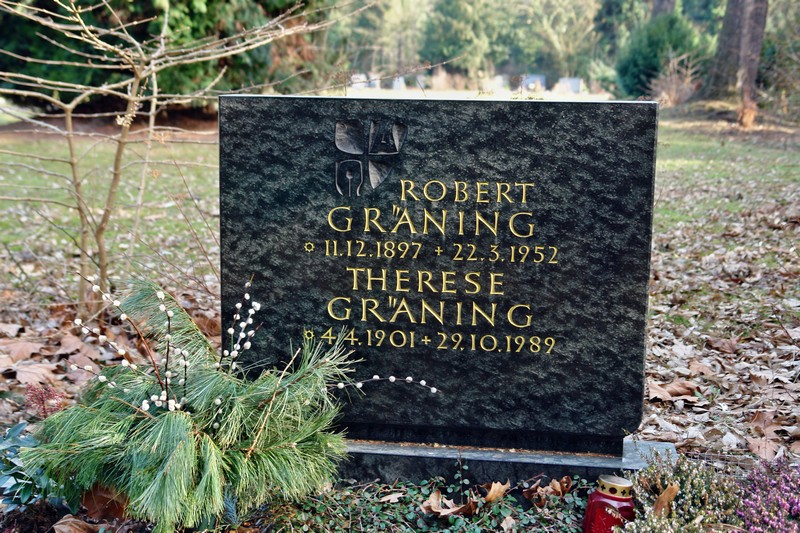 ROBERT
GRÄNING
✡ 11.12.1897 + 22.3.1952
THERESE
GRÄNING
✡ 4.4.1901 + 29.10.1989